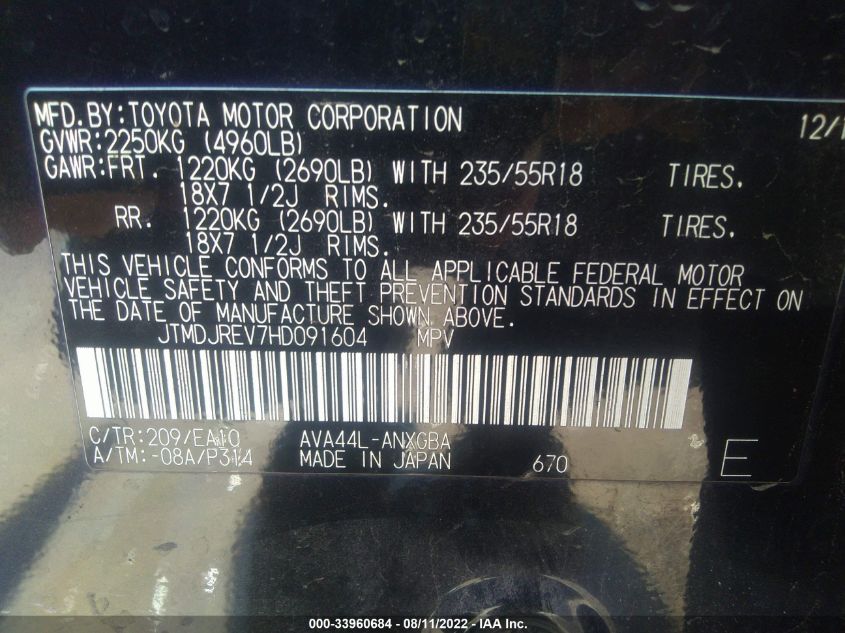 MFD.BY:TOYOTA MOTOR CORPORATION 12/1
GVWR:2250KG (4960LB)
GAWR:FRT. 1220KG (2690LB) WITH 235/55R18 TIRES.
18X7 1/2J RIMS.
RR. 1220KG (2690LB) WITH 235/55R18 TIRES.
18X7 1/2J RIMS.
THIS VEHICLE CONFORMS TO ALL APPLICABLE FEDERAL MOTOR
VEHICLE SAFETY AND THEFT PREVENTION STANDARDS IN EFFECT ON
THE DATE OF MANUFACTURE SHOWN ABOVE.
JTMDJREV7HD091604 MPV
C/TR:209/EA10 AVA44L-ANXGBA
A/TM:-08A/P314 MADE IN JAPAN 670 E
000-33960684 - 08/11/2022 - IAA Inc.